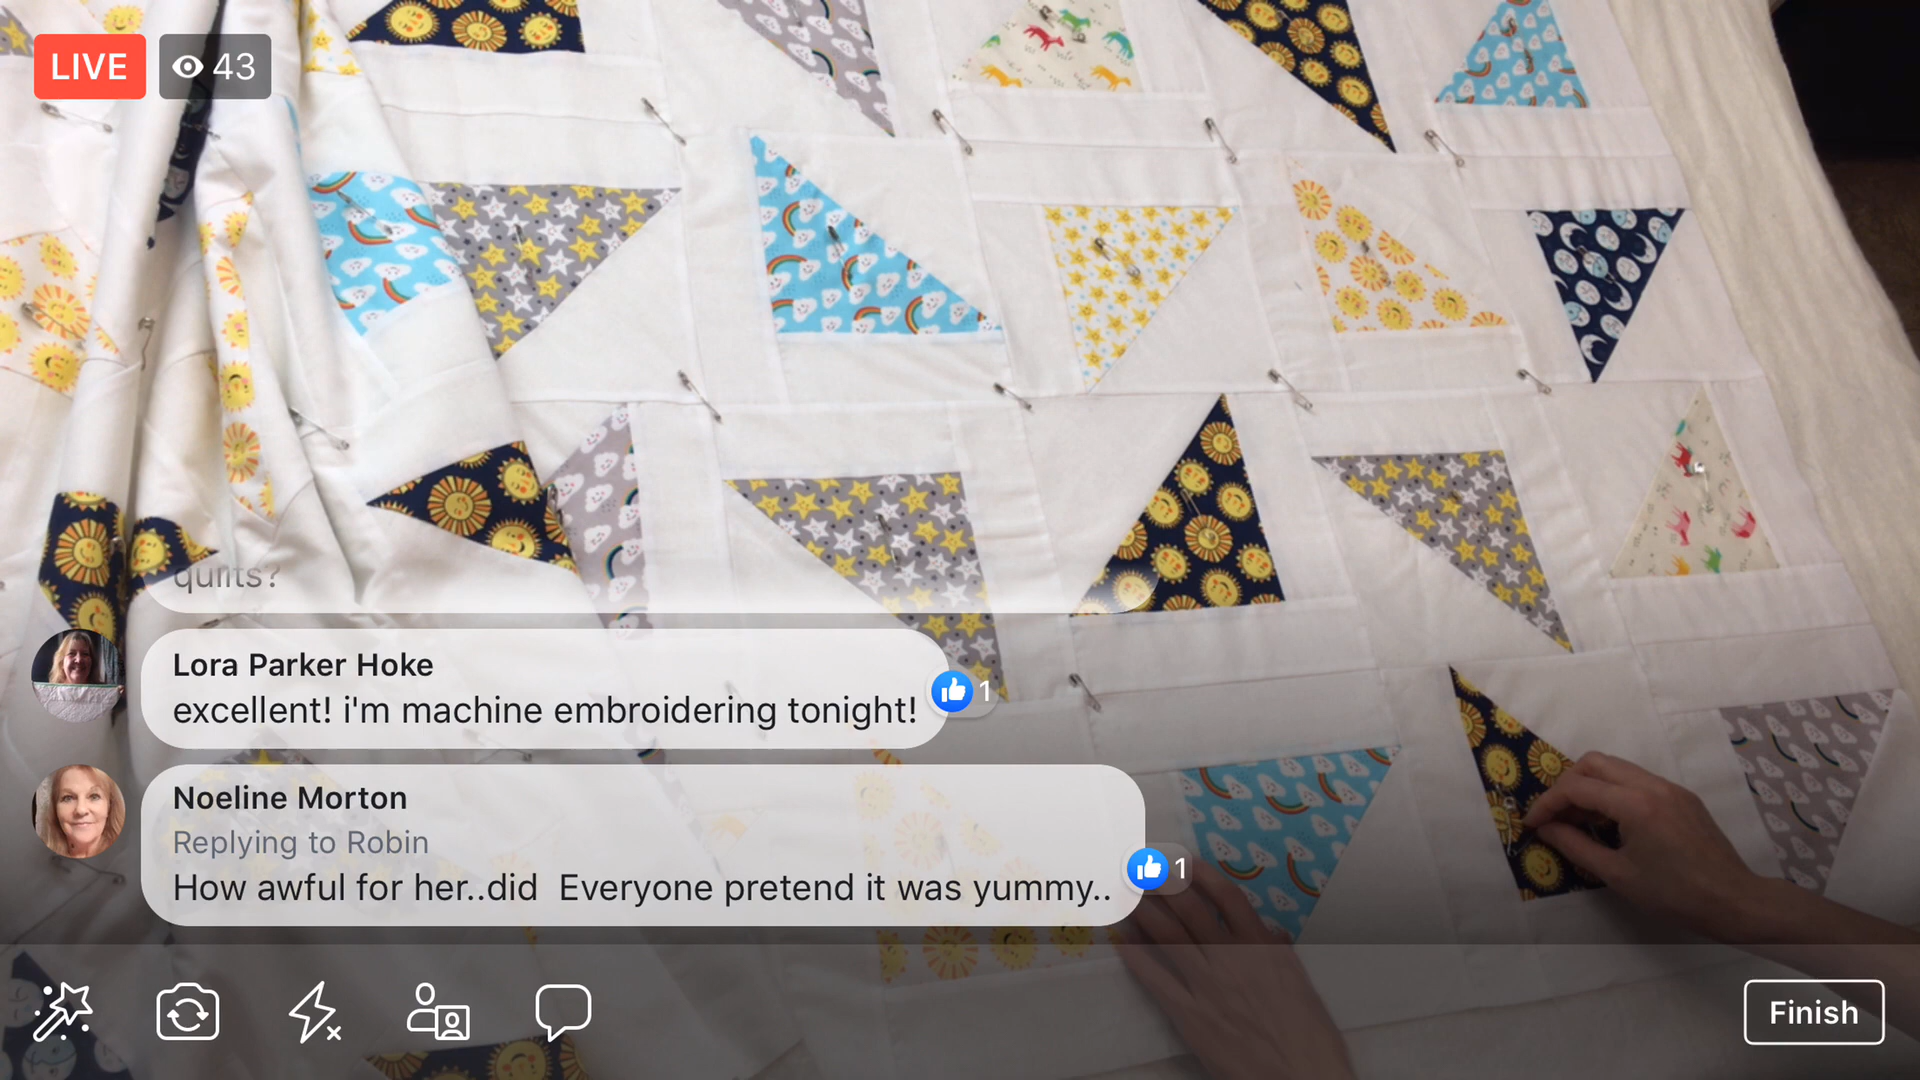 LIVE 43
quilts?
Lora Parker Hoke
excellent! i'm machine embroidering tonight!
1
Noeline Morton
Replying to Robin
How awful for her..did  Everyone pretend it was yummy..
1
Finish